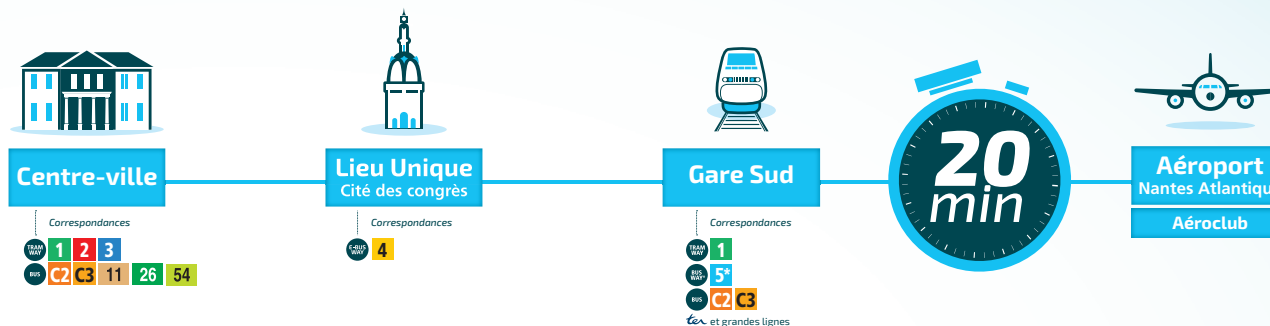 Centre-ville
Correspondances
TRAM WAY 1 2 3
BUS C2 C3 11 26 54
Lieu Unique
Cité des congrès
Correspondances
E-BUS WAY 4
Gare Sud
Correspondances
TRAM WAY 1
BUS WAY 5*
BUS C2 C3
ter et grandes lignes
20
min
Aéroport
Nantes Atlantiqu
Aéroclub